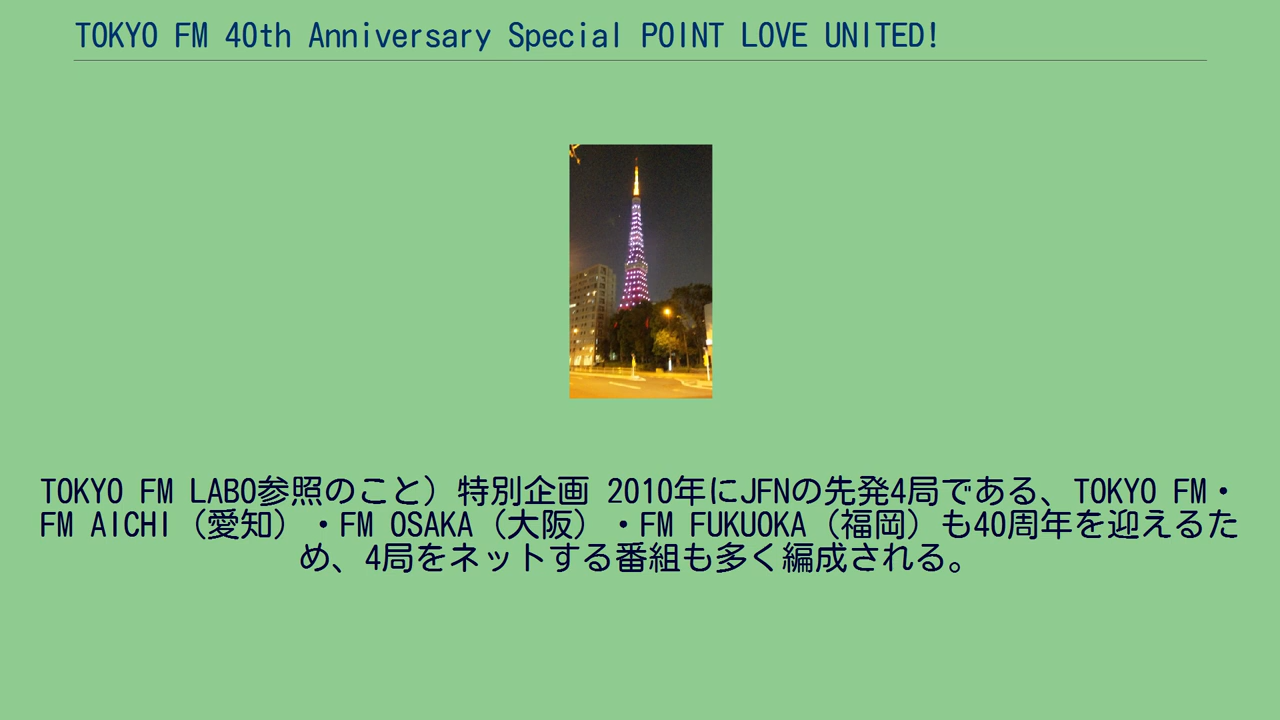 TOKYO FM 40th Anniversary Special POINT LOVE UNITED!
TOKYO FM LABO参照のこと）特別企画 2010年にJFNの先発4局である、TOKYO FM・
FM AICHI（愛知）・FM OSAKA（大阪）・FM FUKUOKA（福岡）も40周年を迎えるた
め、4局をネットする番組も多く編成される。